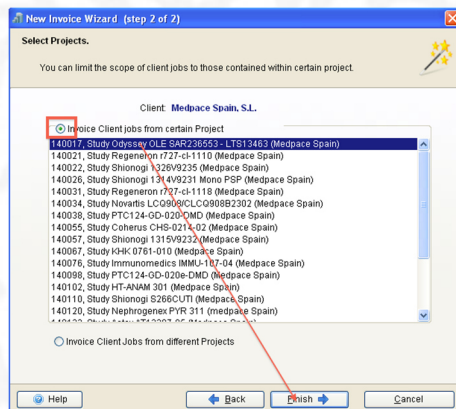 New Invoice Wizard (step 2 of 2)
Select Projects.
You can limit the scope of client jobs to those contained within certain project.
Client: Medpace Spain, S.L.
Invoice Client jobs from certain Project
140017, Study Odyssey OLE SAR236553 - LTS13463 (Medpace Spain)
140021, Study Regeneron r727-cl-1110 (Medpace Spain)
140022, Study Shionogi 1326V9235 (Medpace Spain)
140026, Study Shionogi 1314V9231 Mono PSP (Medpace Spain)
140031, Study Regeneron r727-cl-1118 (Medpace Spain)
140034, Study Novartis LCQ908/CLCQ908B2302 (Medpace Spain)
140038, Study PTC124-GD-020-DMD (Medpace Spain)
140055, Study Coherus CHS-0214-02 (Medpace Spain)
140057, Study Shionogi 1315V9232 (Medpace Spain)
140067, Study KHK 0761-010 (Medpace Spain)
140076, Study Immunomedics IMMU-107-04 (Medpace Spain)
140098, Study PTC124-GD-020e-DMD (Medpace Spain)
140102, Study HT-ANAM 301 (Medpace Spain)
140110, Study Shionogi S266CUTI (Medpace Spain)
140120, Study Nephrogenex PYR 311 (medpace Spain)
Invoice Client Jobs from different Projects
Help
Back
Finish
Cancel